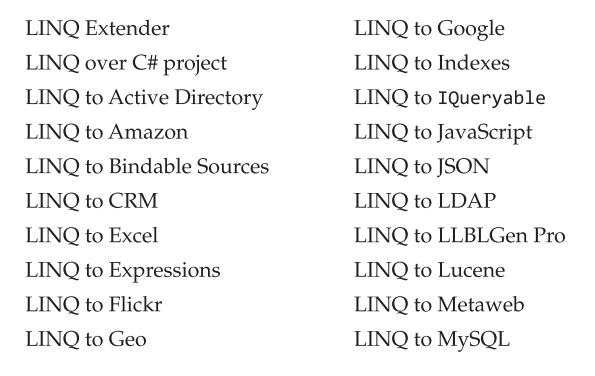 LINQ Extender
LINQ over C# project
LINQ to Active Directory
LINQ to Amazon
LINQ to Bindable Sources
LINQ to CRM
LINQ to Excel
LINQ to Expressions
LINQ to Flickr
LINQ to Geo
LINQ to Google
LINQ to Indexes
LINQ to IQueryable
LINQ to JavaScript
LINQ to JSON
LINQ to LDAP
LINQ to LLBLGen Pro
LINQ to Lucene
LINQ to Metaweb
LINQ to MySQL